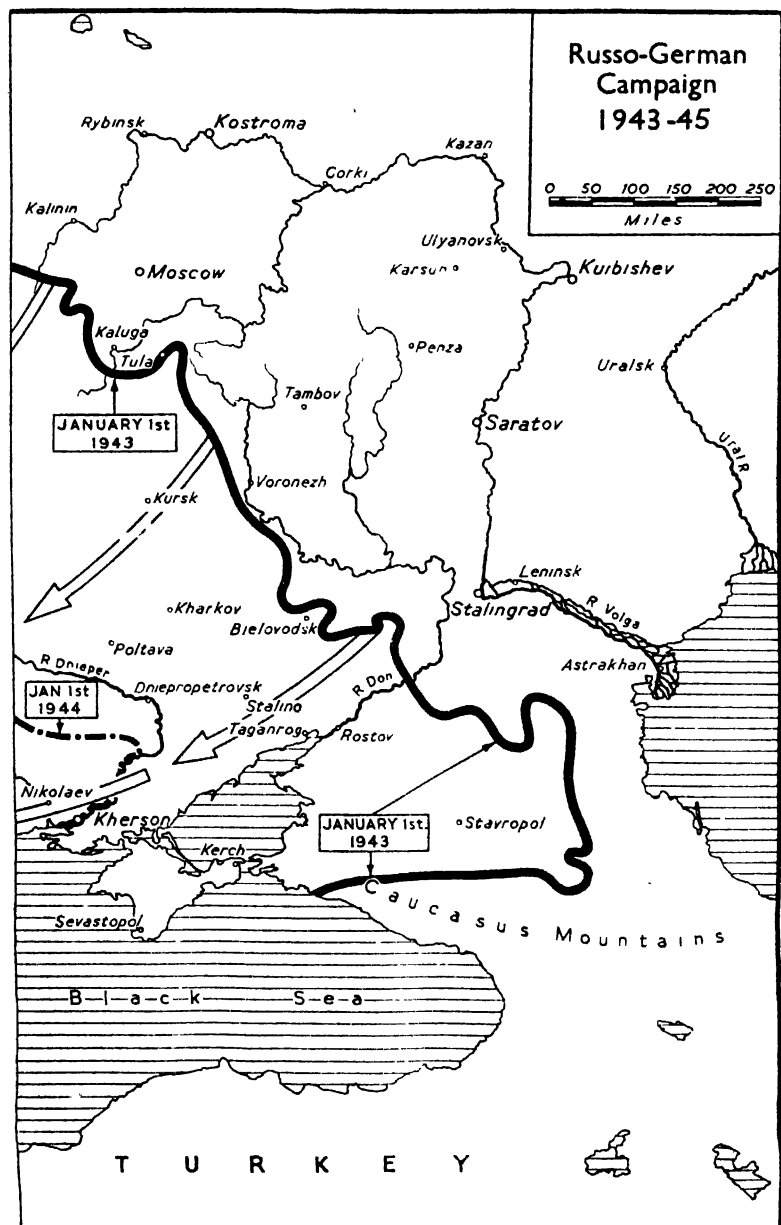 Russo-German
Campaign
1943-45
0 50 100 150 200 250
Miles
Rybinsk
Kostroma
Gorki
Kazan
Kalinin
Moscow
Ulyanovsk
Karsun
Kuibishev
Kaluga
Tula
Penza
Uralsk
Tambov
JANUARY 1st
1943
Saratov
Ural R
Voronezh
Kursk
Leninsk
Stalingrad
R Volga
Kharkov
Bielovodsk
Poltava
Astrakhan
R Dnieper
JAN 1st
1944
Dniepropetrovsk
Stalino
R Don
Taganrog
Rostov
Nikolaev
Kherson
JANUARY 1st.
1943
Stavropol
Kerch
Caucasus Mountains
Sevastopol
Black Sea
TURKEY